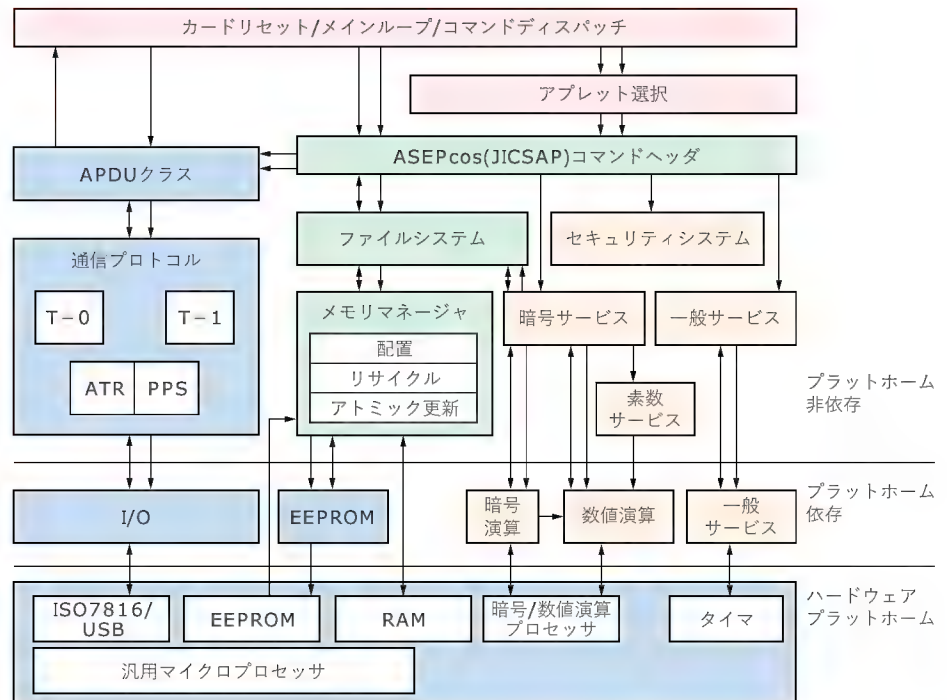 カードリセット/メインループ/コマンドディスパッチ
アプレット選択
ASEPcos(JICSAP)コマンドヘッダ
APDUクラス
ファイルシステム
セキュリティシステム
通信プロトコル
T−0
T−1
ATR
PPS
メモリマネージャ
配置
リサイクル
アトミック更新
暗号サービス
一般サービス
素数
サービス
プラットホーム
非依存
I/O
EEPROM
暗号
演算
数値演算
一般
サービス
プラットホーム
依存
ISO7816/
USB
EEPROM
RAM
暗号/数値演算
プロセッサ
タイマ
ハードウェア
プラットホーム
汎用マイクロプロセッサ